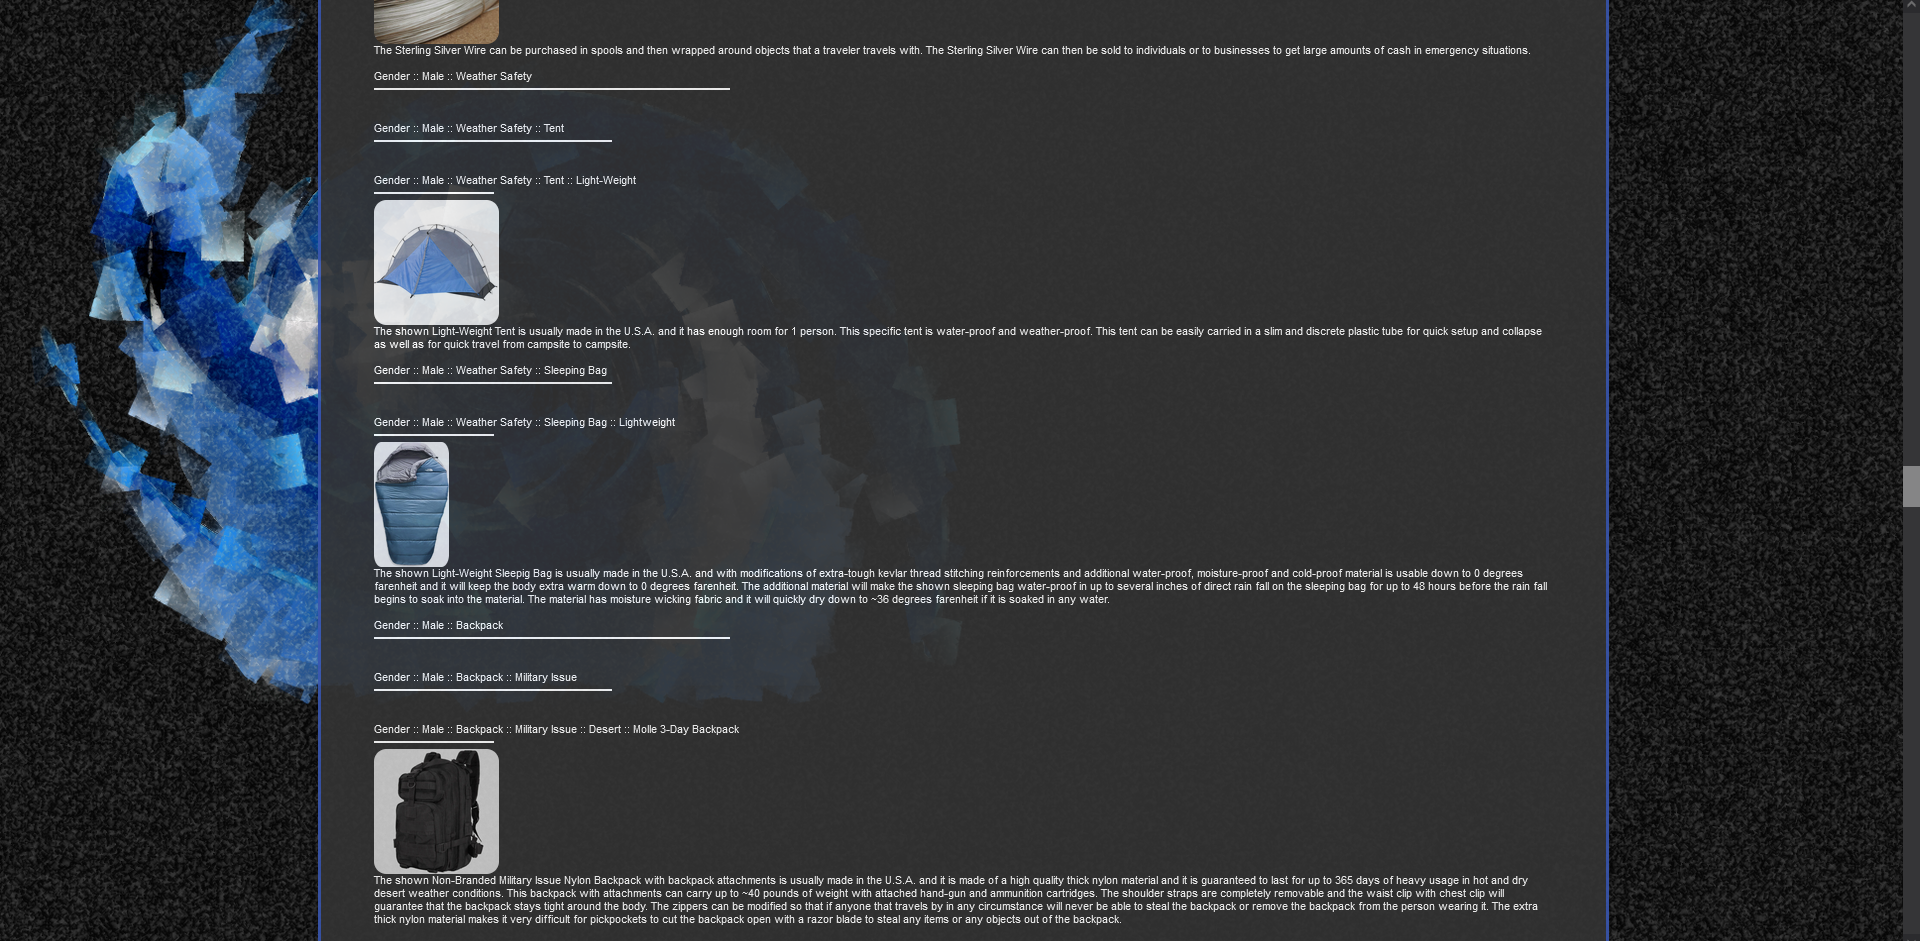 The Sterling Silver Wire can be purchased in spools and then wrapped around objects that a traveler travels with. The Sterling Silver Wire can then be sold to individuals or to businesses to get large amounts of cash in emergency situations.
Gender :: Male :: Weather Safety
Gender :: Male :: Weather Safety :: Tent
Gender :: Male :: Weather Safety :: Tent :: Light-Weight
The shown Light-Weight Tent is usually made in the U.S.A. and it has enough room for 1 person. This specific tent is water-proof and weather-proof. This tent can be easily carried in a slim and discrete plastic tube for quick setup and collapse
as well as for quick travel from campsite to campsite.
Gender :: Male :: Weather Safety :: Sleeping Bag
Gender :: Male :: Weather Safety :: Sleeping Bag :: Lightweight
The shown Light-Weight Sleepig Bag is usually made in the U.S.A. and with modifications of extra-tough kevlar thread stitching reinforcements and additional water-proof, moisture-proof and cold-proof material is usable down to 0 degrees
farenheit and it will keep the body extra warm down to 0 degrees farenheit. The additional material will make the shown sleeping bag water-proof in up to several inches of direct rain fall on the sleeping bag for up to 48 hours before the rain fall
begins to soak into the material. The material has moisture wicking fabric and it will quickly dry down to ~36 degrees farenheit if it is soaked in any water.
Gender :: Male :: Backpack
Gender :: Male :: Backpack :: Military Issue
Gender :: Male :: Backpack :: Military Issue :: Desert :: Molle 3-Day Backpack
The shown Non-Branded Military Issue Nylon Backpack with backpack attachments is usually made in the U.S.A. and it is made of a high quality thick nylon material and it is guaranteed to last for up to 365 days of heavy usage in hot and dry
desert weather conditions. This backpack with attachments can carry up to ~40 pounds of weight with attached hand-gun and ammunition cartridges. The shoulder straps are completely removable and the waist clip with chest clip will
guarantee that the backpack stays tight around the body. The zippers can be modified so that if anyone that travels by in any circumstance will never be able to steal the backpack or remove the backpack from the person wearing it. The extra
thick nylon material makes it very difficult for pickpockets to cut the backpack open with a razor blade to steal any items or any objects out of the backpack.